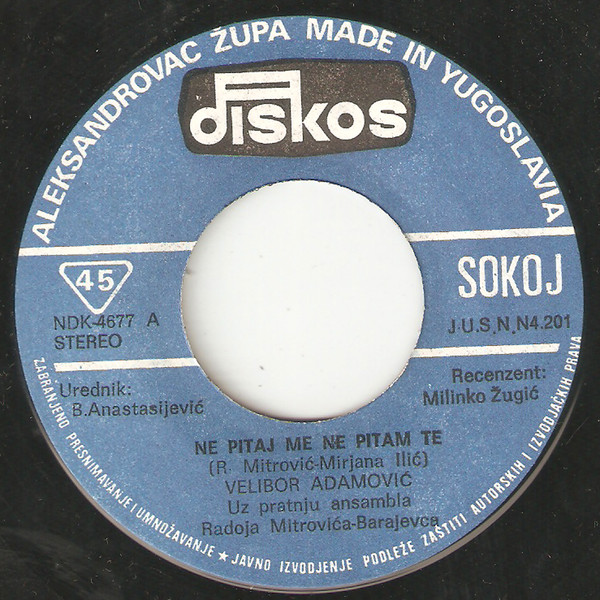 ALEKSANDROVAC ŽUPA MADE IN YUGOSLAVIA
diskos
45
SOKOJ
NDK-4677 A
STEREO
J.U.S.N.N4.201
Urednik:
B.Anastasijević
Recenzent:
Milinko Žugić
NE PITAJ ME NE PITAM TE
(R. Mitrović-Mirjana Ilić)
VELIBOR ADAMOVIĆ
Uz pratnju ansambla
Radoja Mitrovića-Barajevca
ZABRANJENO PRESNIMAVANJE I UMNOŽAVANJE ★ JAVNO IZVODJENJE PODLEŽE ZAŠTITI AUTORSKIH I IZVODJAČKIH PRAVA